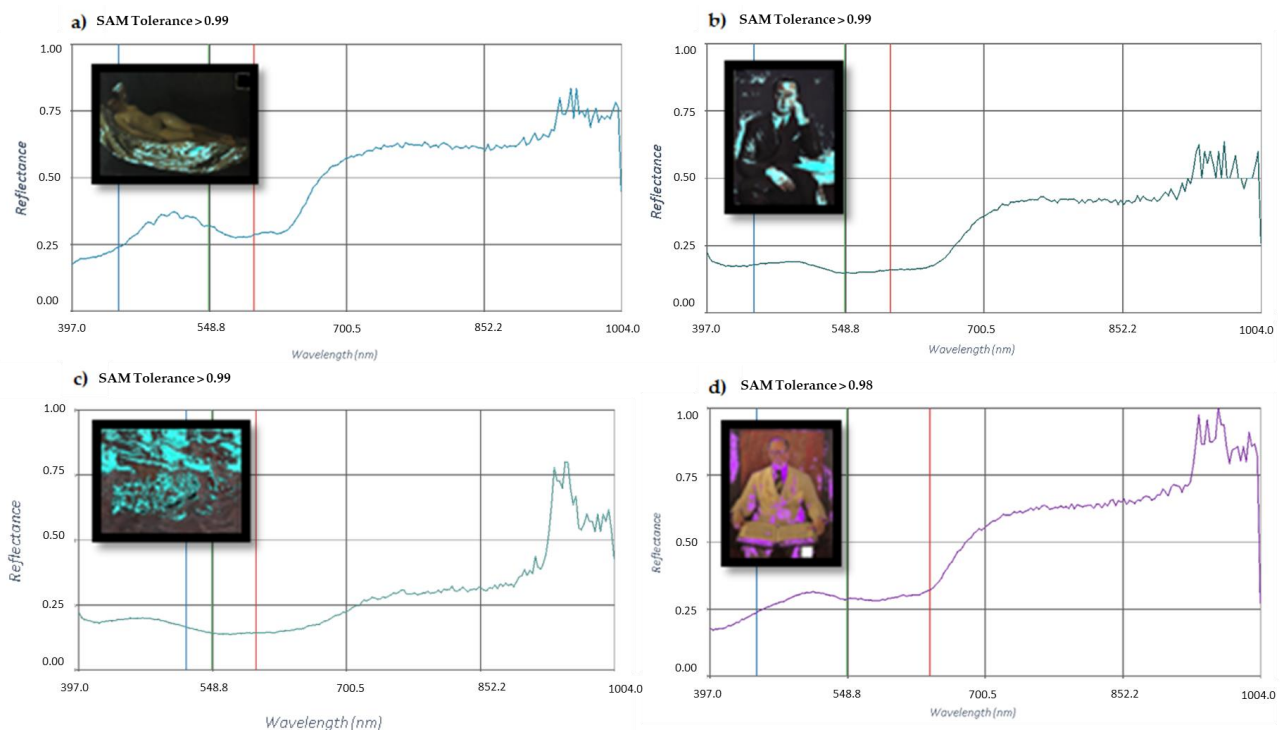 a) SAM Tolerance > 0.99
1.00
0.75
0.50
0.25
0.00
Reflectance
397.0 548.8 700.5 852.2 1004.0
Wavelength (nm)
b) SAM Tolerance > 0.99
1.00
0.75
0.50
0.25
0.00
Reflectance
397.0 548.8 700.5 852.2 1004.0
Wavelength (nm)
c) SAM Tolerance > 0.99
1.00
0.75
0.50
0.25
0.00
Reflectance
397.0 548.8 700.5 852.2 1004.0
Wavelength (nm)
d) SAM Tolerance > 0.98
1.00
0.75
0.50
0.25
0.00
Reflectance
397.0 548.8 700.5 852.2 1004.0
Wavelength (nm)